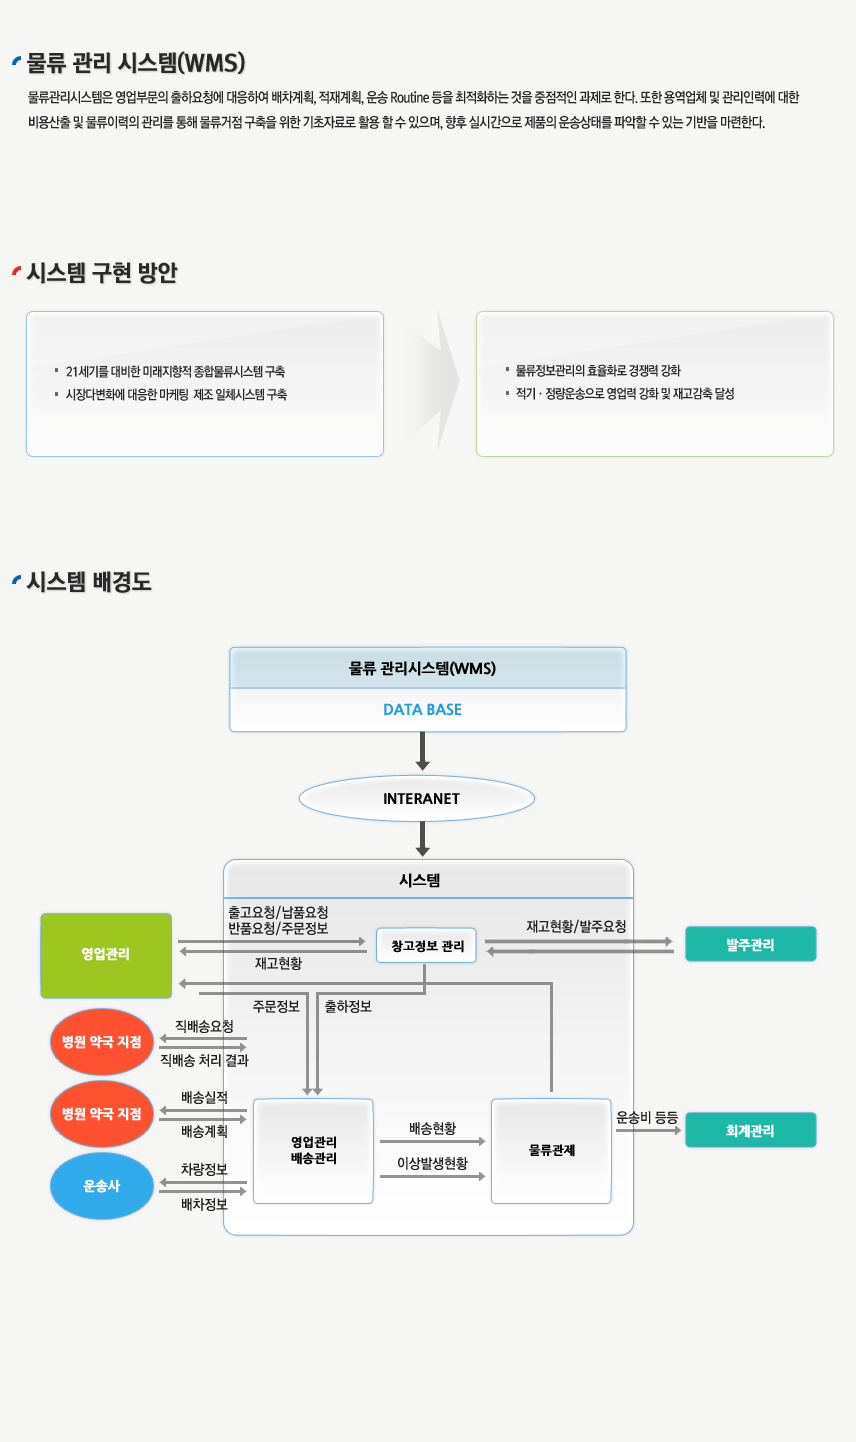 물류 관리 시스템(WMS)
물류관리시스템은 영업부문의 출하요청에 대응하여 배차계획, 적재계획, 운송 Routine 등을 최적화하는 것을 중점적인 과제로 한다. 또한 용역업체 및 관리인력에 대한
비용산출 및 물류이력의 관리를 통해 물류거점 구축을 위한 기초자료로 활용 할 수 있으며, 향후 실시간으로 제품의 운송상태를 파악할 수 있는 기반을 마련한다.
시스템 구현 방안
21세기를 대비한 미래지향적 종합물류시스템 구축
시장다변화에 대응한 마케팅 제조 일체시스템 구축
물류정보관리의 효율화로 경쟁력 강화
적기 · 정량운송으로 영업력 강화 및 재고감축 달성
시스템 배경도
물류 관리시스템(WMS)
DATA BASE
INTERANET
시스템
출고요청/납품요청
반품요청/주문정보
재고현황/발주요청
영업관리
창고정보 관리
발주관리
재고현황
주문정보
출하정보
직배송요청
병원 약국 지점
직배송 처리 결과
배송실적
병원 약국 지점
배송계획
영업관리
배송관리
배송현황
이상발생현황
물류관제
운송비 등등
회계관리
차량정보
운송사
배차정보